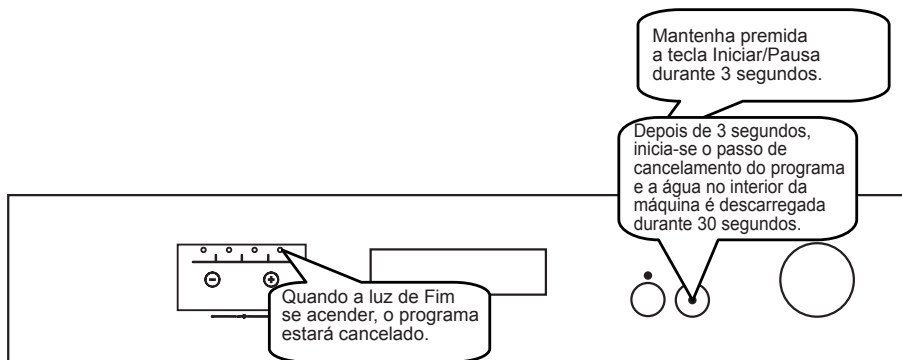 Mantenha premida
a tecla Iniciar/Pausa
durante 3 segundos.
Depois de 3 segundos,
inicia-se o passo de
cancelamento do programa
e a água no interior da
máquina é descarregada
durante 30 segundos.
Quando a luz de Fim
se acender, o programa
estará cancelado.